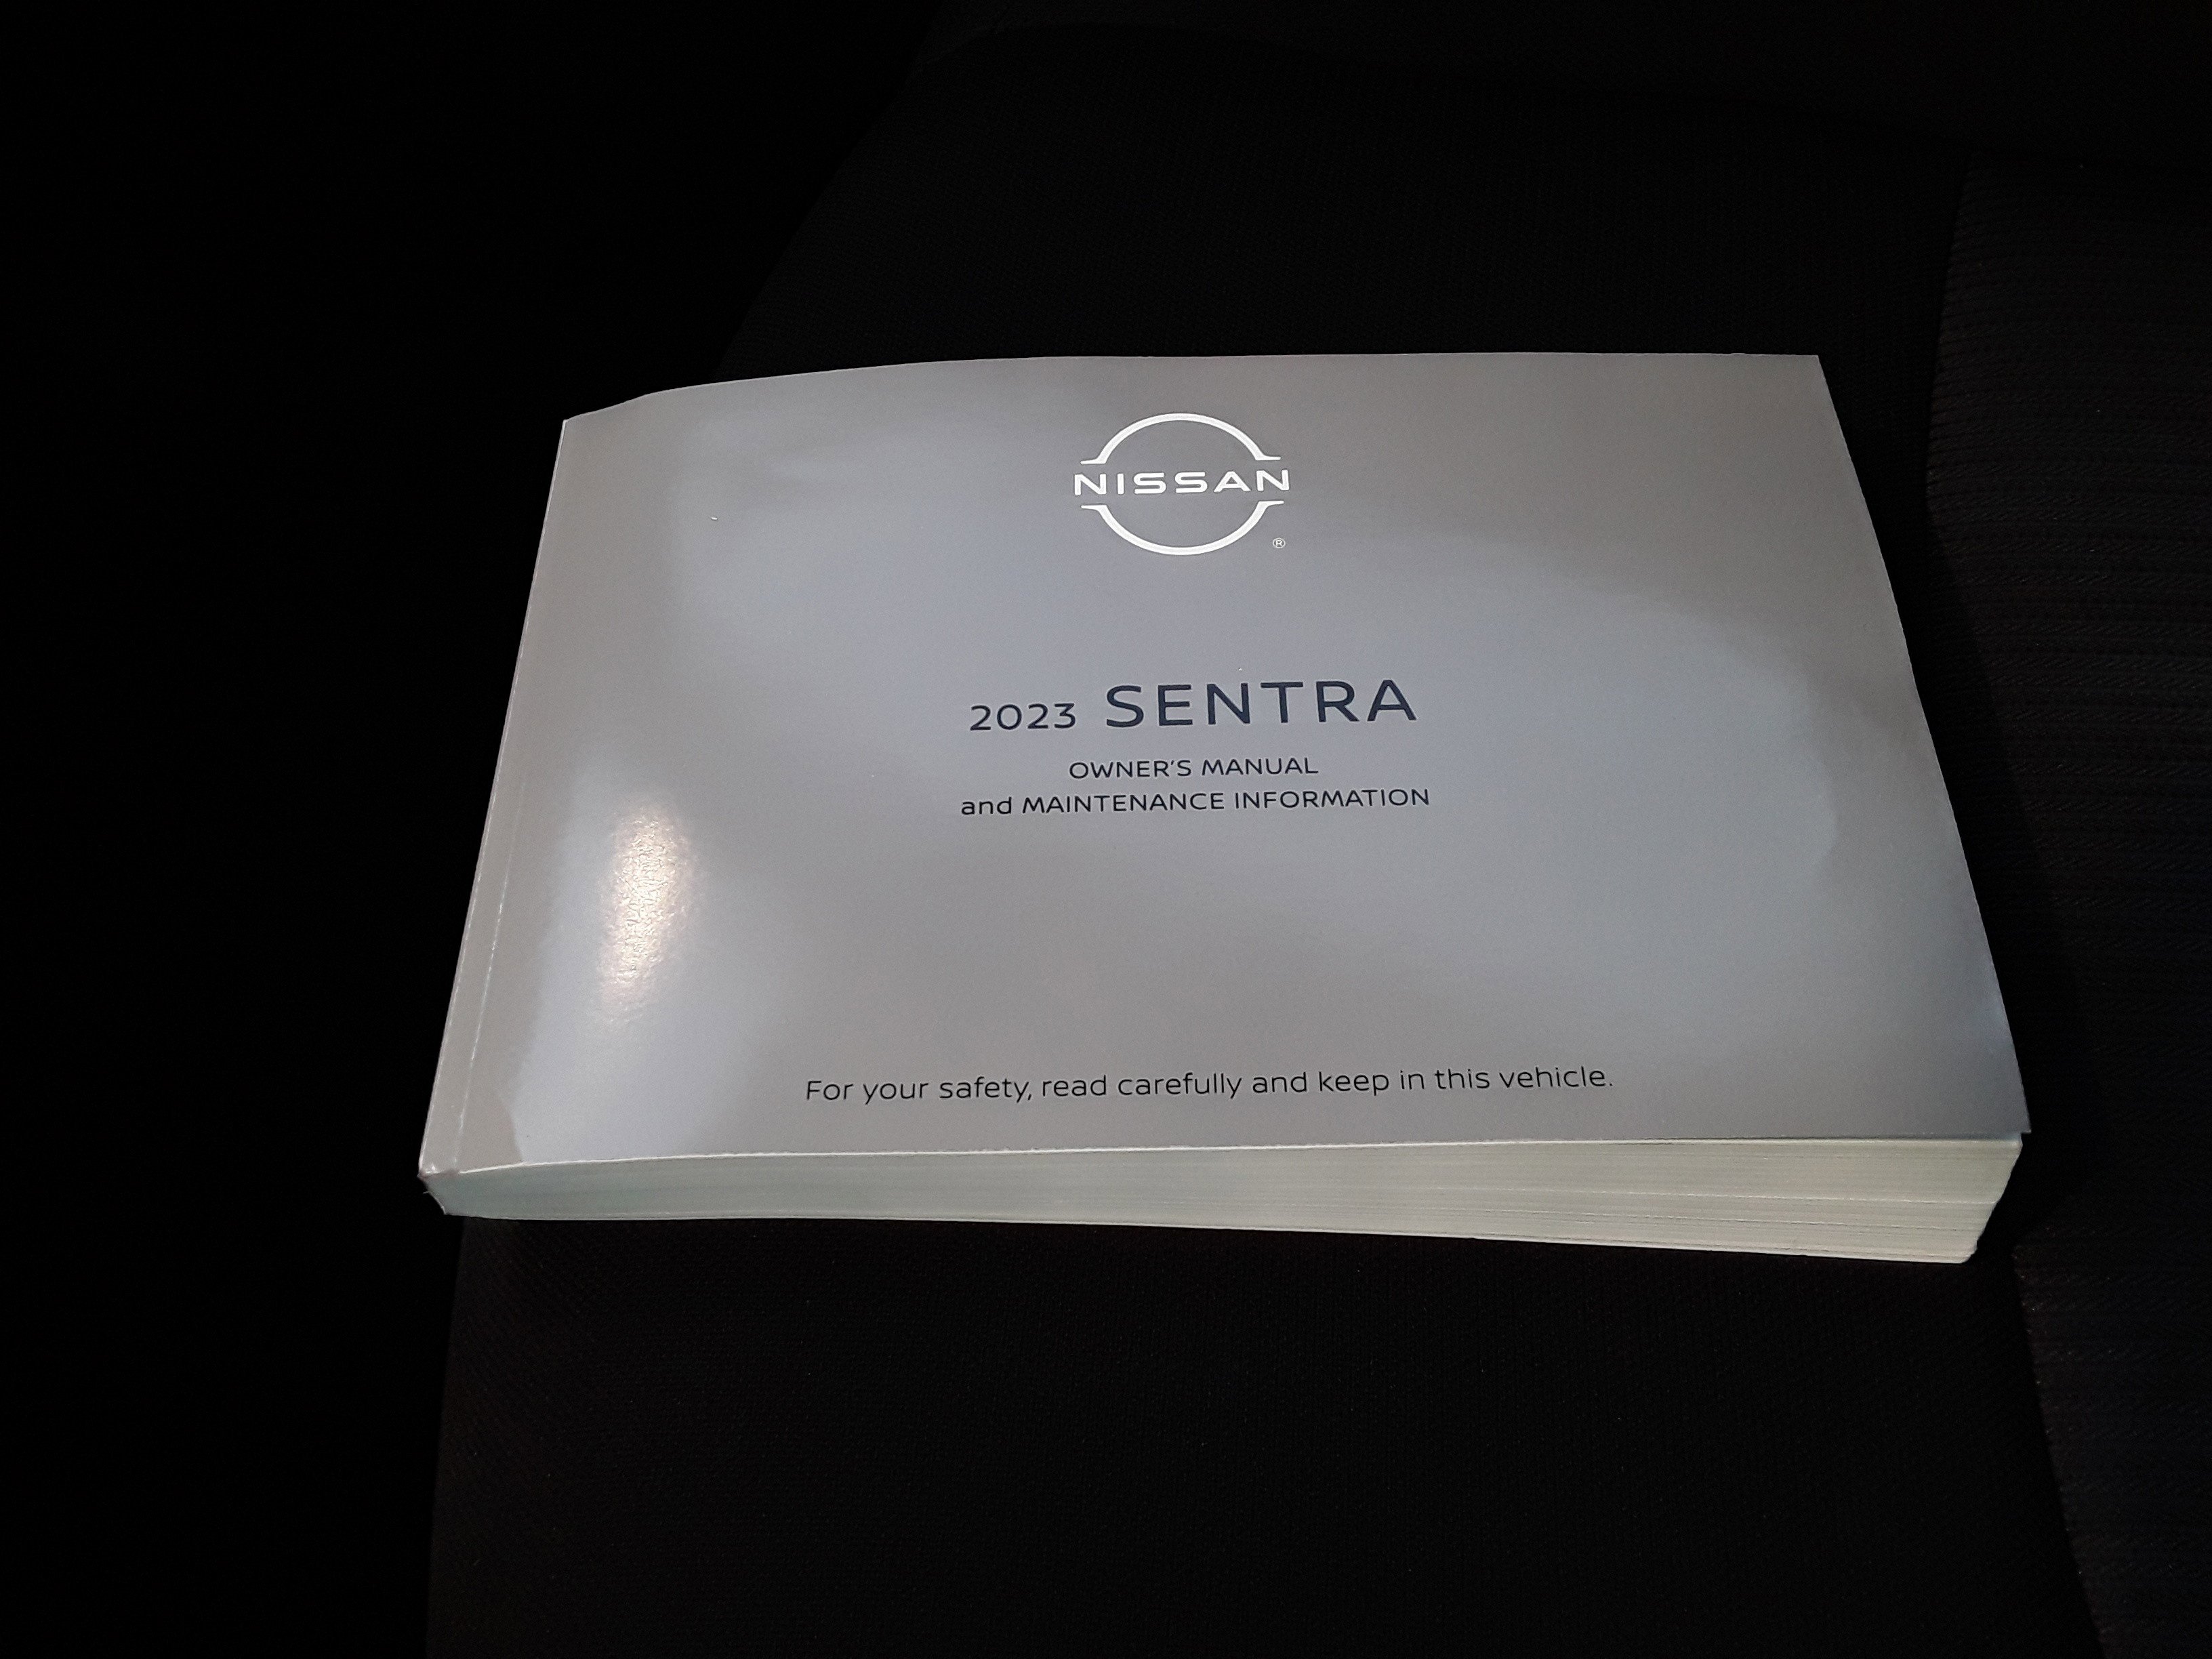 NISSAN
®
2023 SENTRA
OWNER'S MANUAL
and MAINTENANCE INFORMATION
For your safety, read carefully and keep in this vehicle.